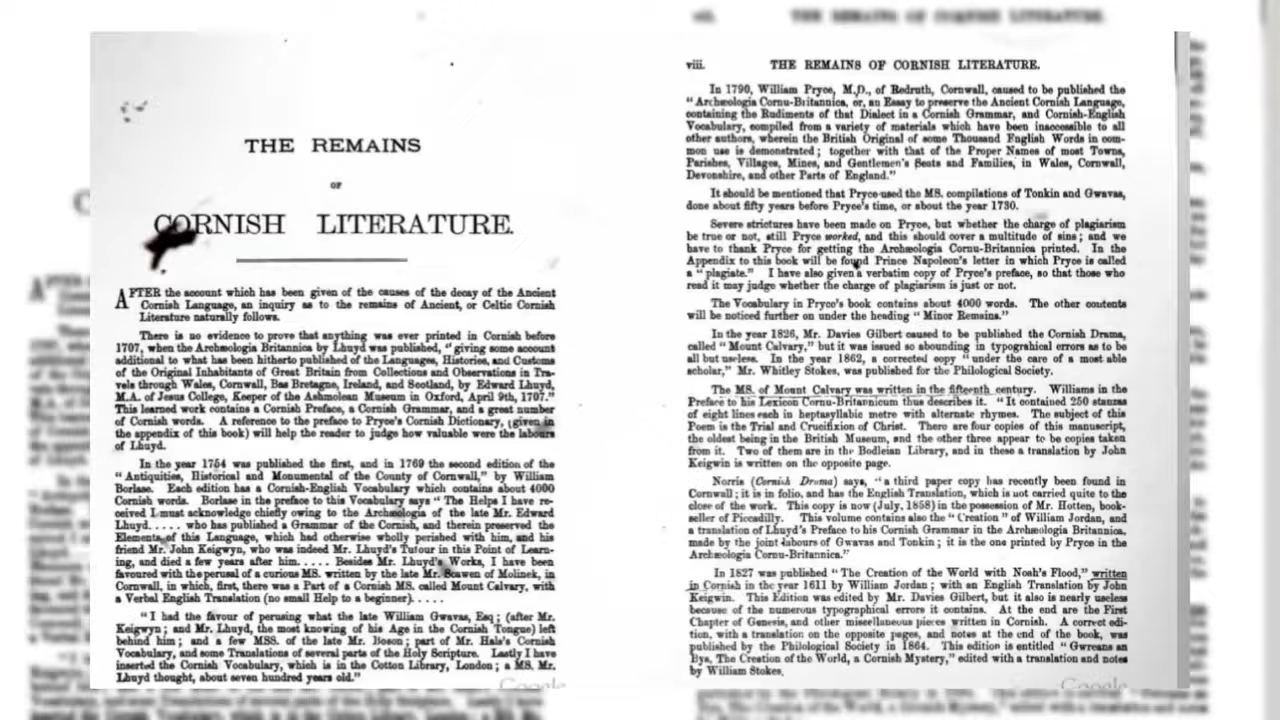 THE REMAINS
OF
CORNISH LITERATURE.
AFTER the account which has been given of the causes of the decay of the Ancient
Cornish Language, an inquiry as to the remains of Ancient, or Celtic Cornish
Literature naturally follows.
There is no evidence to prove that anything was ever printed in Cornish before
1707, when the Archæologia Britannica by Lhuyd was published, "giving some account
additional to what has been hitherto published of the Languages, Histories, and Customs
of the Original Inhabitants of Great Britain from Collections and Observations in Tra-
vels through Wales, Cornwall, Bas Bretagne, Ireland, and Scotland, by Edward Lhuyd,
M.A. of Jesus College, Keeper of the Ashmolean Museum in Oxford, April 9th, 1707."
This learned work contains a Cornish Preface, a Cornish Grammar, and a great number
of Cornish words. A reference to the preface to Pryce's Cornish Dictionary, (given in
the appendix of this book) will help the reader to judge how valuable were the labours
of Lhuyd.
In the year 1754 was published the first, and in 1769 the second edition of the
"Antiquities, Historical and Monumental of the County of Cornwall," by William
Borlase. Each edition has a Cornish-English Vocabulary which contains about 4000
Cornish words. Borlase in the preface to this Vocabulary says "The Helps I have re-
ceived I must acknowledge chiefly owing to the Archæologia of the late Mr. Edward
Lhuyd..... who has published a Grammar of the Cornish, and therein preserved the
Elements of this Language, which had otherwise wholly perished with him, and his
friend Mr. John Keigwyn, who was indeed Mr. Lhuyd's Tutour in this Point of Learn-
ing, and died a few years after him..... Besides Mr. Lhuyd's Works, I have been
favoured with the perusal of a curious MS. written by the late Mr. Scawen of Molinek, in
Cornwall, in which, first, there was a Part of a Cornish MS. called Mount Calvary, with
a Verbal English Translation (no small Help to a beginner).....
"I had the favour of perusing what the late William Gwavas, Esq; (after Mr.
Keigwyn; and Mr. Lhuyd, the most knowing of his Age in the Cornish Tongue) left
behind him; and a few MSS. of the late Mr. Boson; part of Mr. Hals's Cornish
Vocabulary, and some Translations of several parts of the Holy Scripture. Lastly I have
inserted the Cornish Vocabulary, which is in the Cotton Library, London; a MS. Mr.
Lhuyd thought, about seven hundred years old."
Google
viii. THE REMAINS OF CORNISH LITERATURE.
In 1790, William Pryce, M.D., of Redruth, Cornwall, caused to be published the
"Archæologia Cornu-Britannica, or, an Essay to preserve the Ancient Cornish Language,
containing the Rudiments of that Dialect in a Cornish Grammar, and Cornish-English
Vocabulary, compiled from a variety of materials which have been inaccessible to all
other authors, wherein the British Original of some Thousand English Words in com-
mon use is demonstrated; together with that of the Proper Names of most Towns,
Parishes, Villages, Mines, and Gentlemen's Seats and Families, in Wales, Cornwall,
Devonshire, and other Parts of England."
It should be mentioned that Pryce used the MS. compilations of Tonkin and Gwavas,
done about fifty years before Pryce's time, or about the year 1730.
Severe strictures have been made on Pryce, but whether the charge of plagiarism
be true or not, still Pryce worked, and this should cover a multitude of sins; and we
have to thank Pryce for getting the Archæologia Cornu-Britannica printed. In the
Appendix to this book will be found Prince Napoleon's letter in which Pryce is called
a "plagiate." I have also given a verbatim copy of Pryce's preface, so that those who
read it may judge whether the charge of plagiarism is just or not.
The Vocabulary in Pryce's book contains about 4000 words. The other contents
will be noticed further on under the heading "Minor Remains."
In the year 1826, Mr. Davies Gilbert caused to be published the Cornish Drama,
called "Mount Calvary," but it was issued so abounding in typograhical errors as to be
all but useless. In the year 1862, a corrected copy "under the care of a most able
scholar," Mr. Whitley Stokes, was published for the Philological Society.
The MS. of Mount Calvary was written in the fifteenth century. Williams in the
Preface to his Lexicon Cornu-Britannicum thus describes it. "It contained 250 stanzas
of eight lines each in heptasyllabic metre with alternate rhymes. The subject of this
Poem is the Trial and Crucifixion of Christ. There are four copies of this manuscript,
the oldest being in the British Museum, and the other three appear to be copies taken
from it. Two of them are in the Bodleian Library, and in these a translation by John
Keigwin is written on the opposite page.
Norris (Cornish Drama) says, "a third paper copy has recently been found in
Cornwall; it is in folio, and has the English Translation, which is not carried quite to the
close of the work. This copy is now (July, 1858) in the possession of Mr. Hotten, book-
seller of Piccadilly. This volume contains also the "Creation" of William Jordan, and
a translation of Lhuyd's Preface to his Cornish Grammar in the Archæologia Britannica,
made by the joint labours of Gwavas and Tonkin; it is the one printed by Pryce in the
Archæologia Cornu-Britannica."
In 1827 was published "The Creation of the World with Noah's Flood," written
in Cornish in the year 1611 by William Jordan; with an English Translation by John
Keigwin. This Edition was edited by Mr. Davies Gilbert, but it also is nearly useless
because of the numerous typographical errors it contains. At the end are the First
Chapter of Genesis, and other miscellaneous pieces written in Cornish. A correct edi-
tion, with a translation on the opposite pages, and notes at the end of the book, was
published by the Philological Society in 1864. This edition is entitled "Gwreans an
Bys, The Creation of the World, a Cornish Mystery," edited with a translation and notes
by William Stokes.
Google